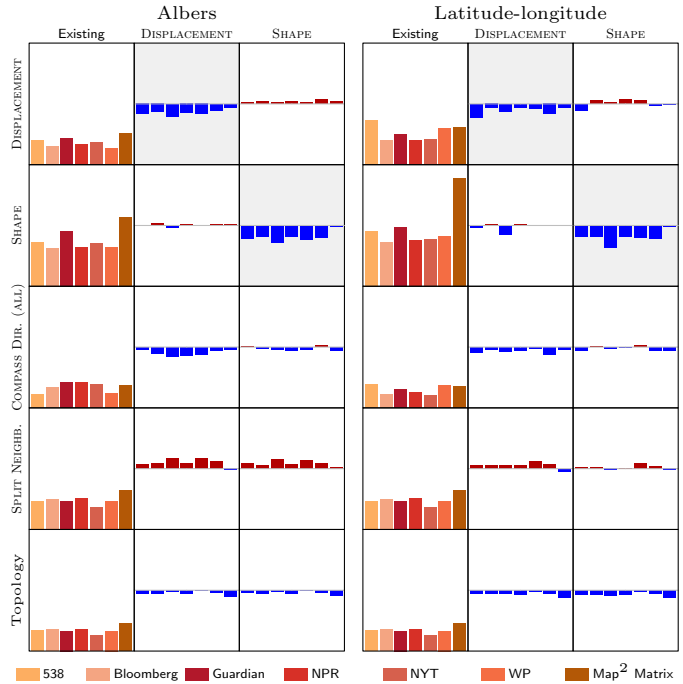 Albers Latitude-longitude
Existing DISPLACEMENT SHAPE Existing DISPLACEMENT SHAPE
DISPLACEMENT
SHAPE
COMPASS DIR. (ALL)
SPLIT NEIGHB.
Topology
538 Bloomberg Guardian NPR NYT WP Map² Matrix